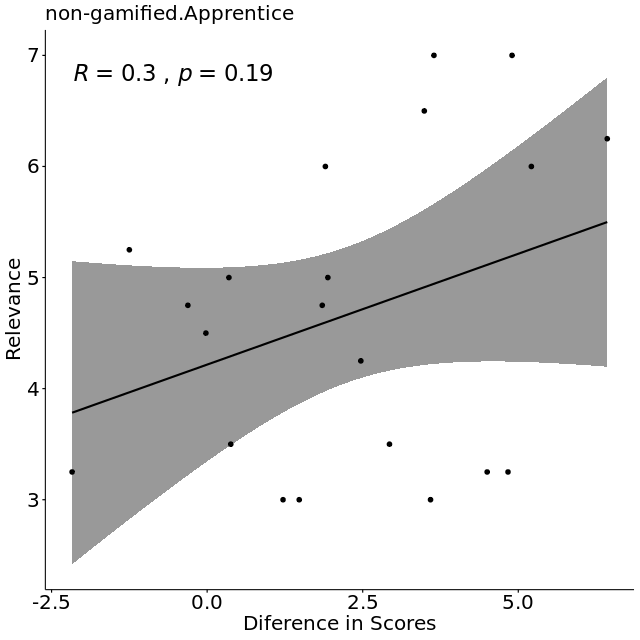 non-gamified.Apprentice
R = 0.3 , p = 0.19
7
6
5
4
3
Relevance
-2.5 0.0 2.5 5.0
Diference in Scores